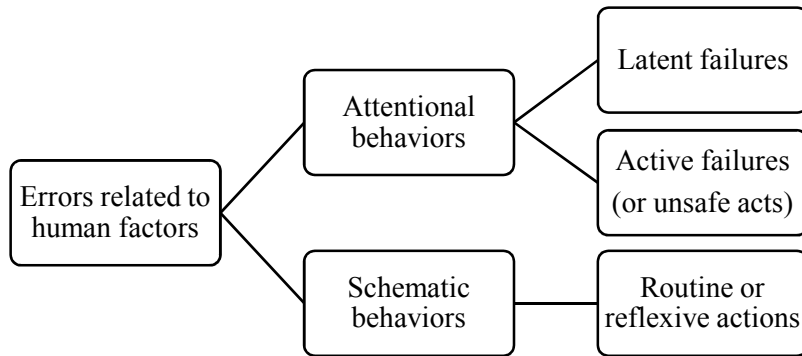 Errors related to
human factors
Attentional
behaviors
Latent failures
Active failures
(or unsafe acts)
Schematic
behaviors
Routine or
reflexive actions